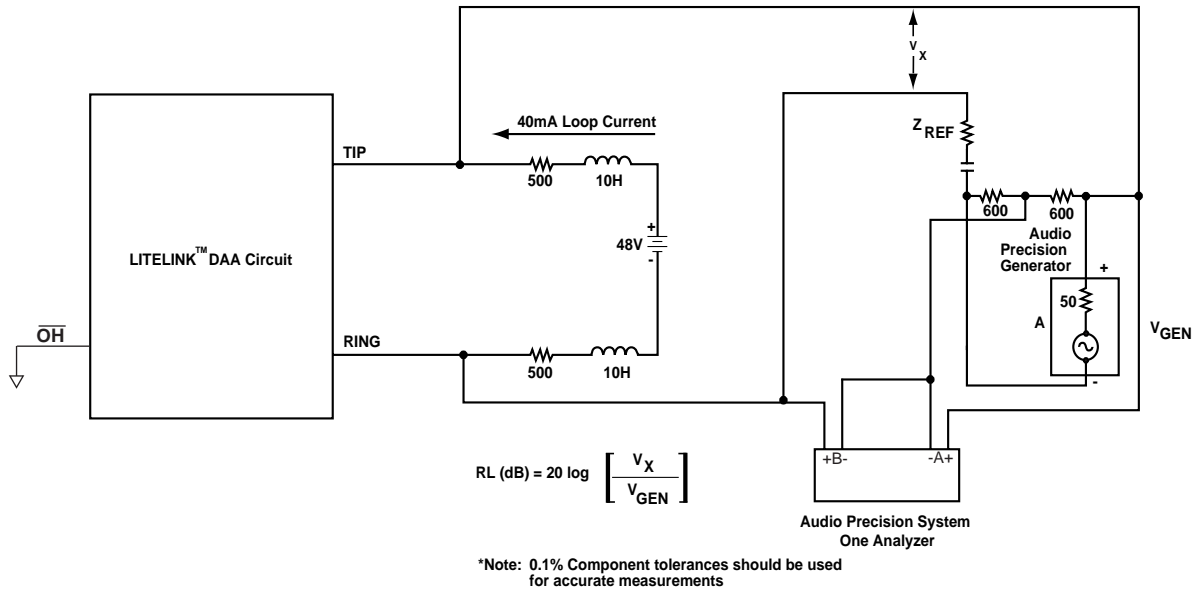 V
X
40mA Loop Current
Z
REF
TIP
500
10H
600
600
Audio
Precision
Generator
+
48V
-
LITELINK™ DAA Circuit
+
50
A
V
GEN
-
OH
RING
500
10H
+B-
-A+
RL (dB) = 20 log [ V
X
V
GEN ]
Audio Precision System
One Analyzer
*Note: 0.1% Component tolerances should be used
for accurate measurements